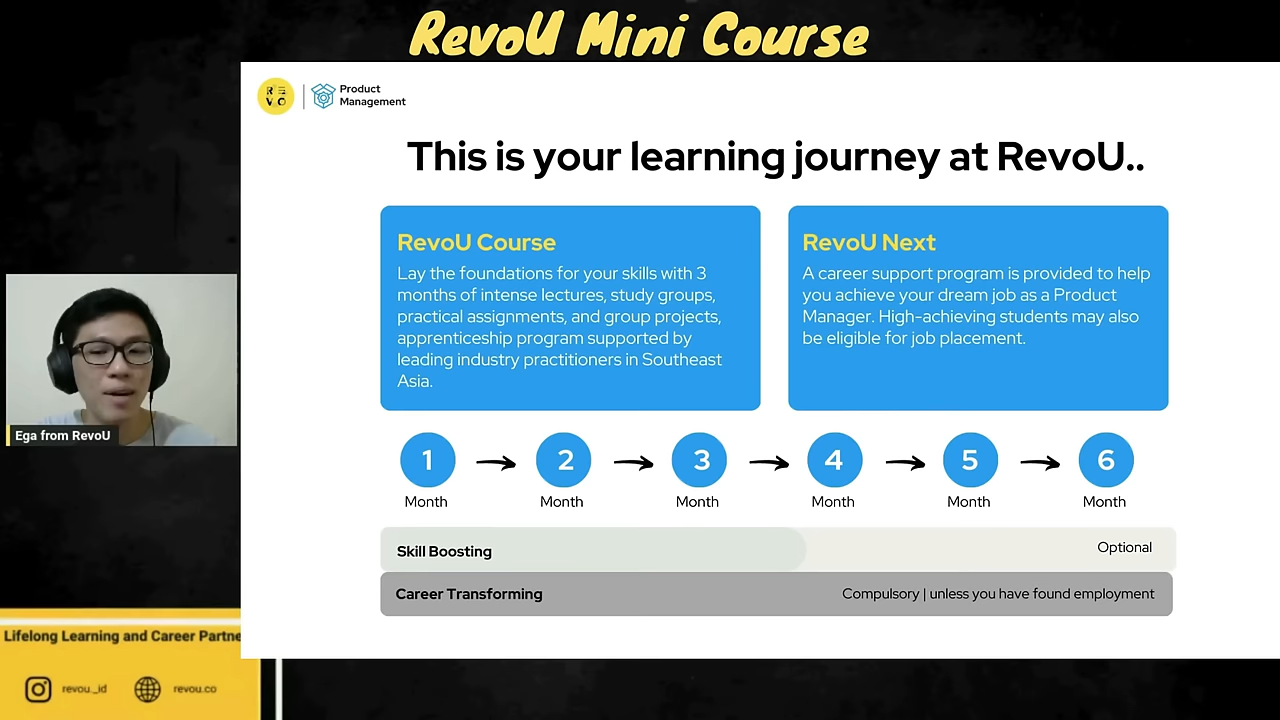 RevoU Mini Course
RE
VO
Product
Management
This is your learning journey at RevoU..
RevoU Course
Lay the foundations for your skills with 3
months of intense lectures, study groups,
practical assignments, and group projects,
apprenticeship program supported by
leading industry practitioners in Southeast
Asia.
RevoU Next
A career support program is provided to help
you achieve your dream job as a Product
Manager. High-achieving students may also
be eligible for job placement.
1
2
3
4
5
6
Month
Month
Month
Month
Month
Month
Skill Boosting
Optional
Career Transforming
Compulsory | unless you have found employment
Ega from RevoU
Lifelong Learning and Career Partne
revou_id
revou.co